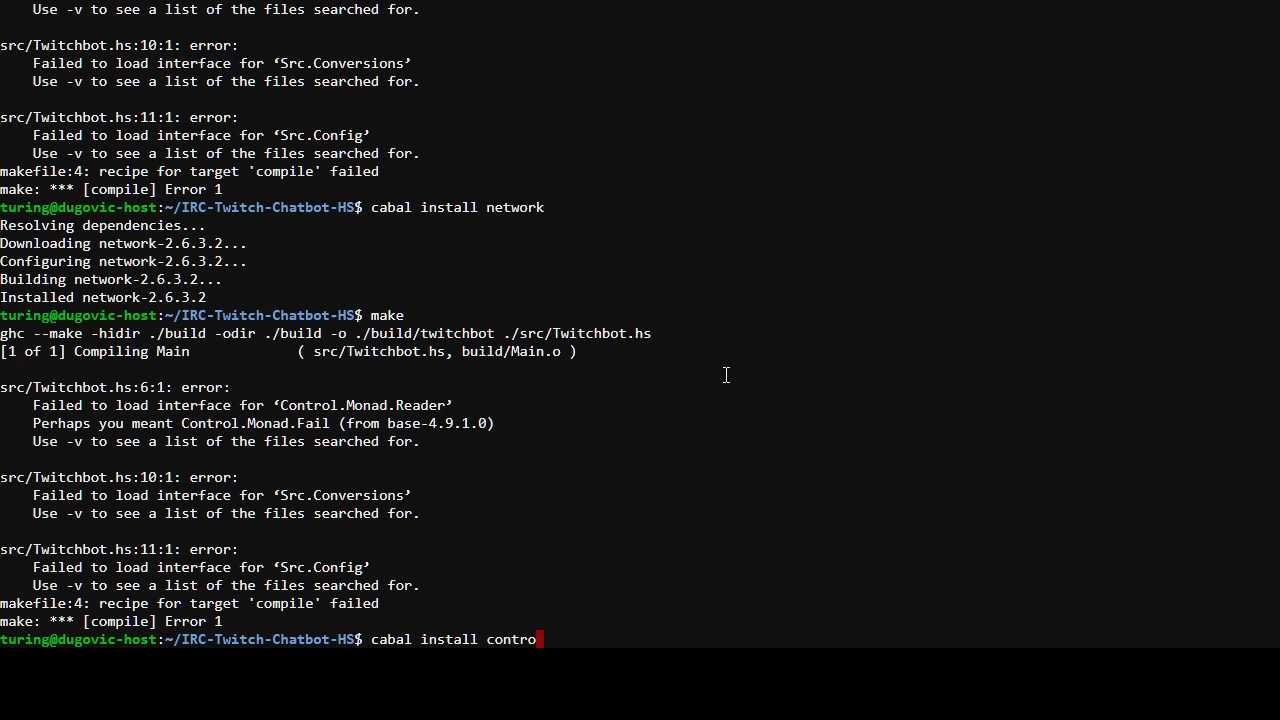 Use -v to see a list of the files searched for.
src/Twitchbot.hs:10:1: error:
Failed to load interface for ‘Src.Conversions’
Use -v to see a list of the files searched for.
src/Twitchbot.hs:11:1: error:
Failed to load interface for ‘Src.Config’
Use -v to see a list of the files searched for.
makefile:4: recipe for target 'compile' failed
make: *** [compile] Error 1
turing@dugovic-host:~/IRC-Twitch-Chatbot-HS$ cabal install network
Resolving dependencies...
Downloading network-2.6.3.2...
Configuring network-2.6.3.2...
Building network-2.6.3.2...
Installed network-2.6.3.2
turing@dugovic-host:~/IRC-Twitch-Chatbot-HS$ make
ghc --make -hidir ./build -odir ./build -o ./build/twitchbot ./src/Twitchbot.hs
[1 of 1] Compiling Main             ( src/Twitchbot.hs, build/Main.o )
src/Twitchbot.hs:6:1: error:
Failed to load interface for ‘Control.Monad.Reader’
Perhaps you meant Control.Monad.Fail (from base-4.9.1.0)
Use -v to see a list of the files searched for.
src/Twitchbot.hs:10:1: error:
Failed to load interface for ‘Src.Conversions’
Use -v to see a list of the files searched for.
src/Twitchbot.hs:11:1: error:
Failed to load interface for ‘Src.Config’
Use -v to see a list of the files searched for.
makefile:4: recipe for target 'compile' failed
make: *** [compile] Error 1
turing@dugovic-host:~/IRC-Twitch-Chatbot-HS$ cabal install contro